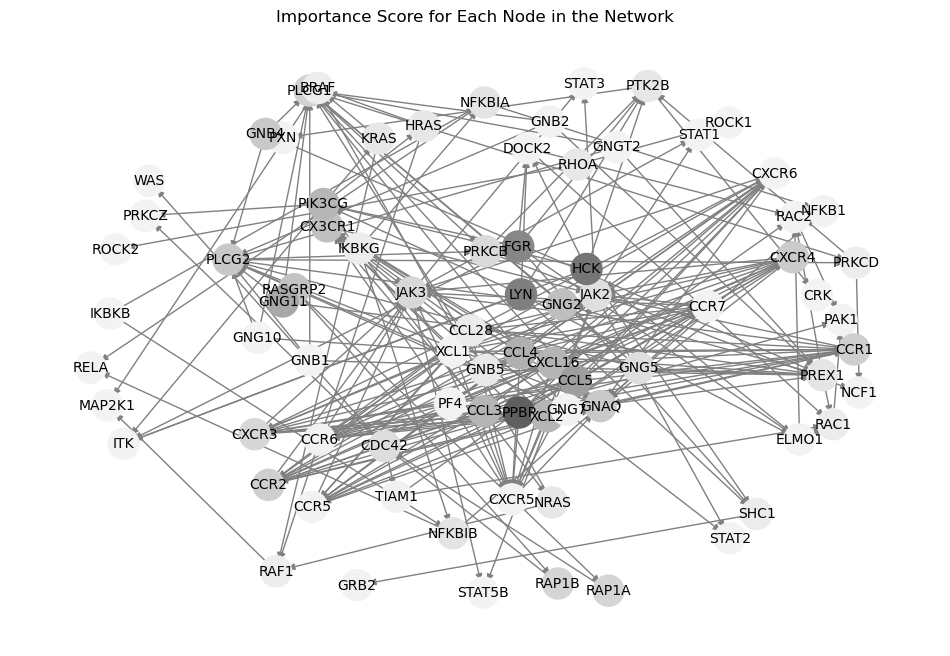 Importance Score for Each Node in the Network
BRAF
PLCG1
STAT3
PTK2B
NFKBIA
GNB2
ROCK1
HRAS
GNB4
PXN
KRAS
STAT1
DOCK2
GNGT2
RHOA
CXCR6
WAS
PIK3CG
NFKB1
PRKCZ
RAC2
CX3CR1
ROCK2
IKBKG
FGR
PRKCB
PLCG2
CXCR4
PRKCD
HCK
RASGRP2
JAK3
LYN
JAK2
CRK
GNG11
GNG2
CCR7
IKBKB
PAK1
CCL28
GNG10
CCR1
XCL1
CCL4
GNB1
CXCL16
RELA
GNB5
GNG5
PREX1
CCL5
NCF1
MAP2K1
PF4
CCL3
PPBP
XCL2
GNG7
GNAQ
RAC1
CXCR3
ITK
CCR6
CDC42
ELMO1
CCR2
TIAM1
CXCR5
NRAS
CCR5
SHC1
NFKBIB
STAT2
RAF1
GRB2
STAT5B
RAP1B
RAP1A